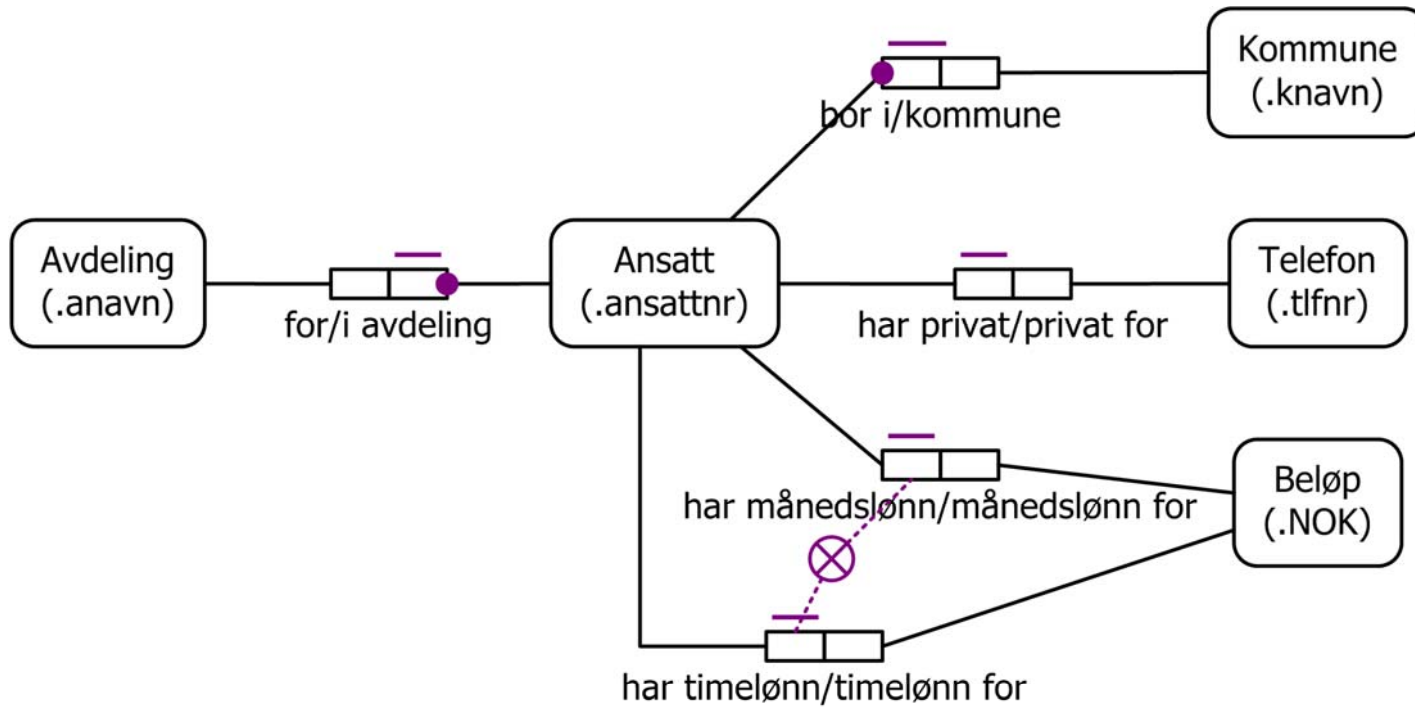 Kommune
(.knavn)
bor i/kommune
Avdeling
(.anavn)
for/i avdeling
Ansatt
(.ansattnr)
har privat/privat for
Telefon
(.tlfnr)
har månedslønn/månedslønn for
Beløp
(.NOK)
har timelønn/timelønn for